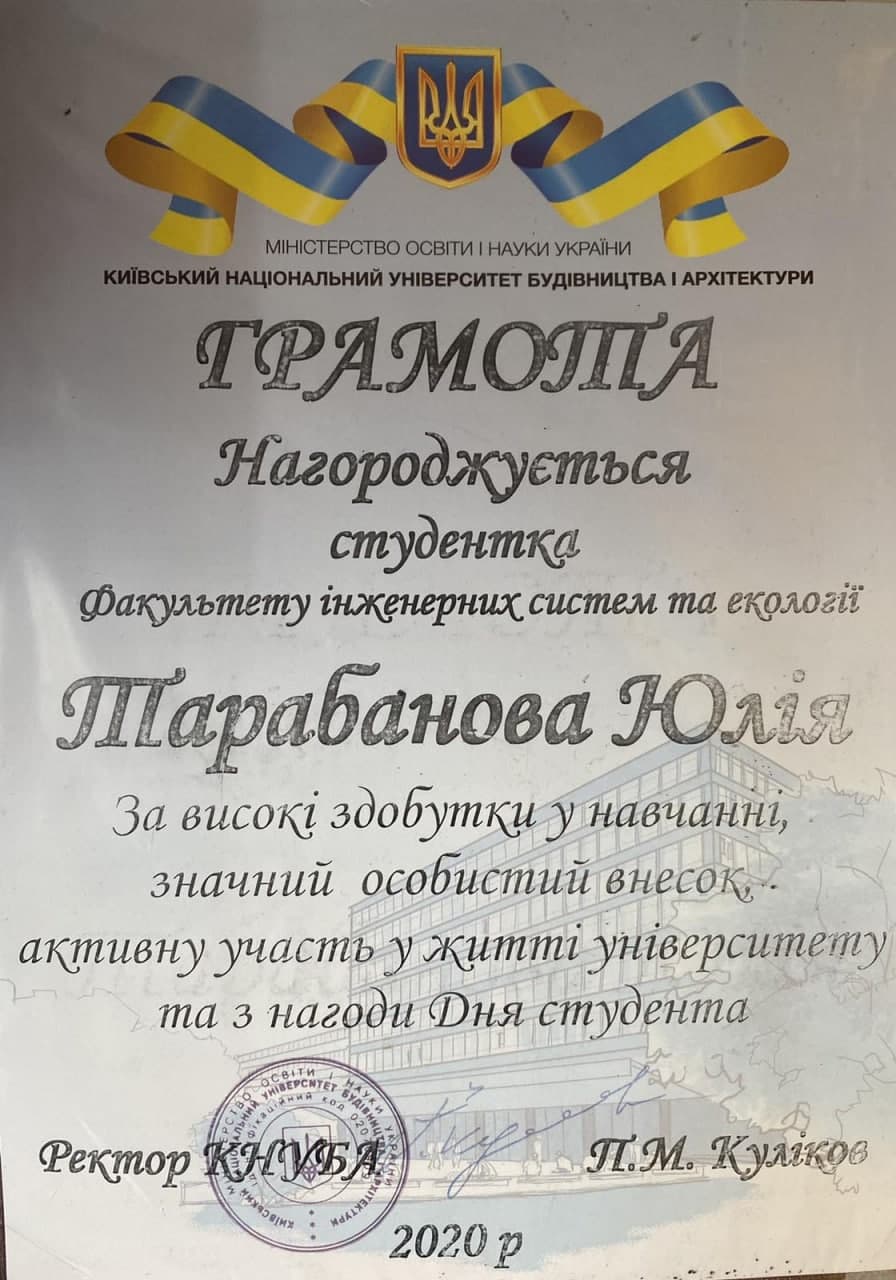 МІНІСТЕРСТВО ОСВІТИ І НАУКИ УКРАЇНИ
КИЇВСЬКИЙ НАЦІОНАЛЬНИЙ УНІВЕРСИТЕТ БУДІВНИЦТВА І АРХІТЕКТУРИ
ГРАМОТА
Нагороджується
студентка
Факультету інженерних систем та екології
Тарабанова Юлія
За високі здобутки у навчанні,
значний особистий внесок,
активну участь у житті університету
та з нагоди Дня студента
Ректор КНУБА П.М. Куліков
2020 р